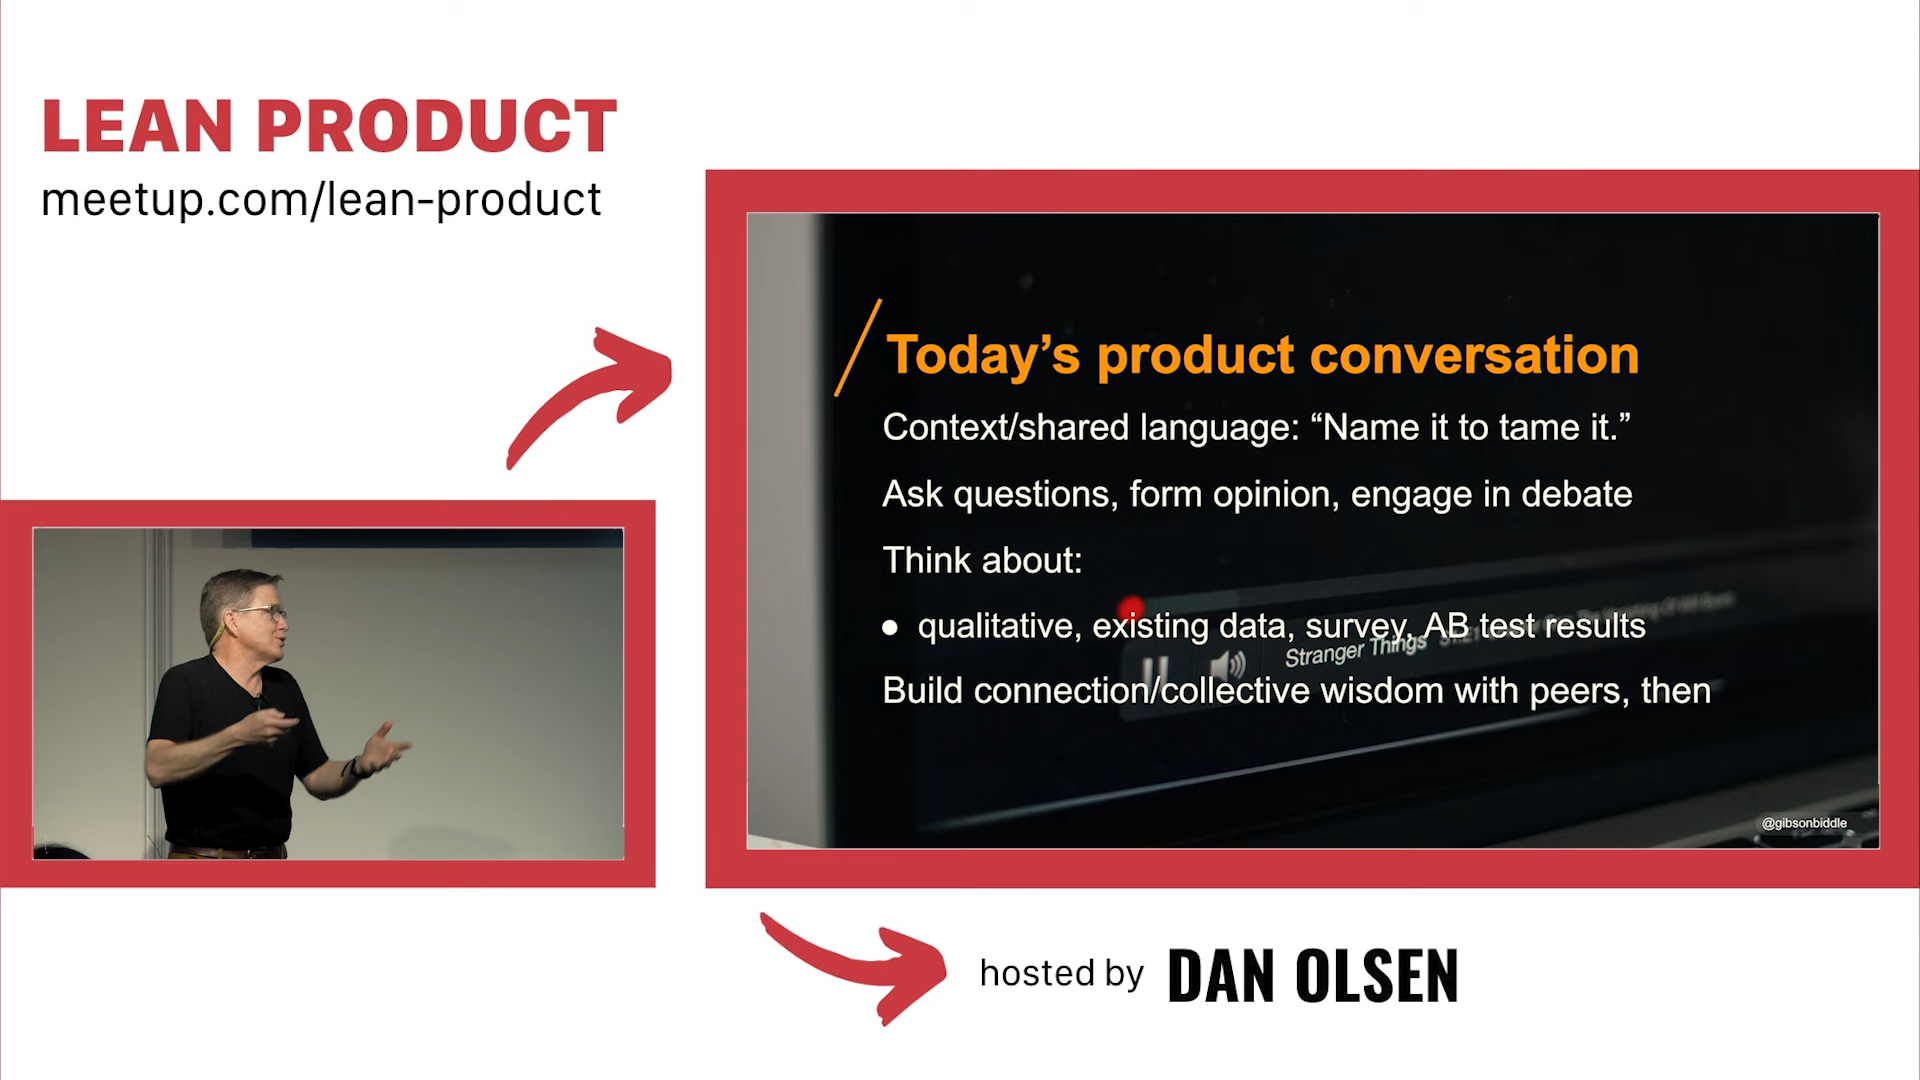 LEAN PRODUCT
meetup.com/lean-product
Today’s product conversation
Context/shared language: “Name it to tame it.”
Ask questions, form opinion, engage in debate
Think about:
● qualitative, existing data, survey, AB test results
Stranger Things
Build connection/collective wisdom with peers, then
@gibsonbiddle
hosted by DAN OLSEN